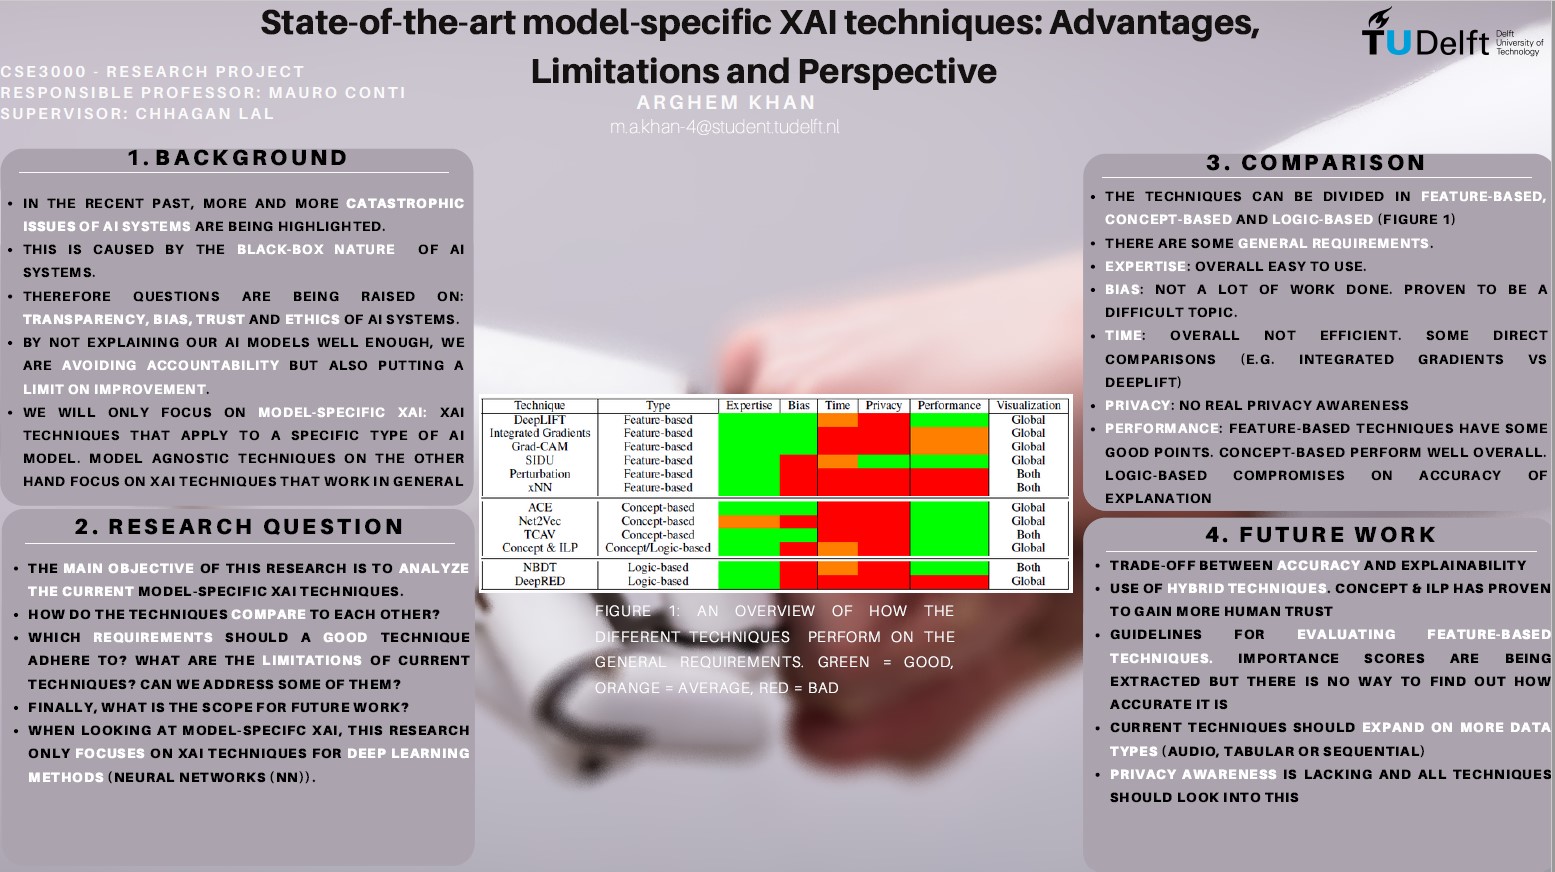 State-of-the-art model-specific XAI techniques: Advantages,
Limitations and Perspective
TUDelft
Delft
University of
Technology
CSE3000 - RESEARCH PROJECT
RESPONSIBLE PROFESSOR: MAURO CONTI
SUPERVISOR: CHHAGAN LAL
ARGHEM KHAN
m.a.khan-4@student.tudelft.nl
1. BACKGROUND
• IN THE RECENT PAST, MORE AND MORE CATASTROPHIC
ISSUES OF AI SYSTEMS ARE BEING HIGHLIGHTED.
• THIS IS CAUSED BY THE BLACK-BOX NATURE OF AI
SYSTEMS.
• THEREFORE QUESTIONS ARE BEING RAISED ON:
TRANSPARENCY, BIAS, TRUST AND ETHICS OF AI SYSTEMS.
• BY NOT EXPLAINING OUR AI MODELS WELL ENOUGH, WE
ARE AVOIDING ACCOUNTABILITY BUT ALSO PUTTING A
LIMIT ON IMPROVEMENT.
• WE WILL ONLY FOCUS ON MODEL-SPECIFIC XAI: XAI
TECHNIQUES THAT APPLY TO A SPECIFIC TYPE OF AI
MODEL. MODEL AGNOSTIC TECHNIQUES ON THE OTHER
HAND FOCUS ON XAI TECHNIQUES THAT WORK IN GENERAL
2. RESEARCH QUESTION
• THE MAIN OBJECTIVE OF THIS RESEARCH IS TO ANALYZE
THE CURRENT MODEL-SPECIFIC XAI TECHNIQUES.
• HOW DO THE TECHNIQUES COMPARE TO EACH OTHER?
• WHICH REQUIREMENTS SHOULD A GOOD TECHNIQUE
ADHERE TO? WHAT ARE THE LIMITATIONS OF CURRENT
TECHNIQUES? CAN WE ADDRESS SOME OF THEM?
• FINALLY, WHAT IS THE SCOPE FOR FUTURE WORK?
• WHEN LOOKING AT MODEL-SPECIFC XAI, THIS RESEARCH
ONLY FOCUSES ON XAI TECHNIQUES FOR DEEP LEARNING
METHODS (NEURAL NETWORKS (NN)).
Technique Type Expertise Bias Time Privacy Performance Visualization
DeepLIFT Feature-based Global
Integrated Gradients Feature-based Global
Grad-CAM Feature-based Global
SIDU Feature-based Global
Perturbation Feature-based Both
xNN Feature-based Both
ACE Concept-based Global
Net2Vec Concept-based Global
TCAV Concept-based Both
Concept & ILP Concept/Logic-based Global
NBDT Logic-based Both
DeepRED Logic-based Global
FIGURE 1: AN OVERVIEW OF HOW THE
DIFFERENT TECHNIQUES PERFORM ON THE
GENERAL REQUIREMENTS. GREEN = GOOD,
ORANGE = AVERAGE, RED = BAD
3. COMPARISON
• THE TECHNIQUES CAN BE DIVIDED IN FEATURE-BASED,
CONCEPT-BASED AND LOGIC-BASED (FIGURE 1)
• THERE ARE SOME GENERAL REQUIREMENTS.
• EXPERTISE: OVERALL EASY TO USE.
• BIAS: NOT A LOT OF WORK DONE. PROVEN TO BE A
DIFFICULT TOPIC.
• TIME: OVERALL NOT EFFICIENT. SOME DIRECT
COMPARISONS (E.G. INTEGRATED GRADIENTS VS
DEEPLIFT)
• PRIVACY: NO REAL PRIVACY AWARENESS
• PERFORMANCE: FEATURE-BASED TECHNIQUES HAVE SOME
GOOD POINTS. CONCEPT-BASED PERFORM WELL OVERALL.
LOGIC-BASED COMPROMISES ON ACCURACY OF
EXPLANATION
4. FUTURE WORK
• TRADE-OFF BETWEEN ACCURACY AND EXPLAINABILITY
• USE OF HYBRID TECHNIQUES. CONCEPT & ILP HAS PROVEN
TO GAIN MORE HUMAN TRUST
• GUIDELINES FOR EVALUATING FEATURE-BASED
TECHNIQUES. IMPORTANCE SCORES ARE BEING
EXTRACTED BUT THERE IS NO WAY TO FIND OUT HOW
ACCURATE IT IS
• CURRENT TECHNIQUES SHOULD EXPAND ON MORE DATA
TYPES (AUDIO, TABULAR OR SEQUENTIAL)
• PRIVACY AWARENESS IS LACKING AND ALL TECHNIQUES
SHOULD LOOK INTO THIS